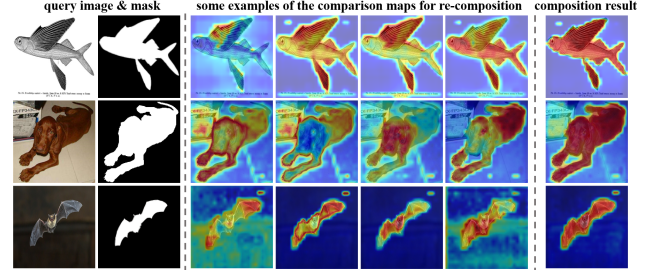 query image & mask
some examples of the comparison maps for re-composition
composition result